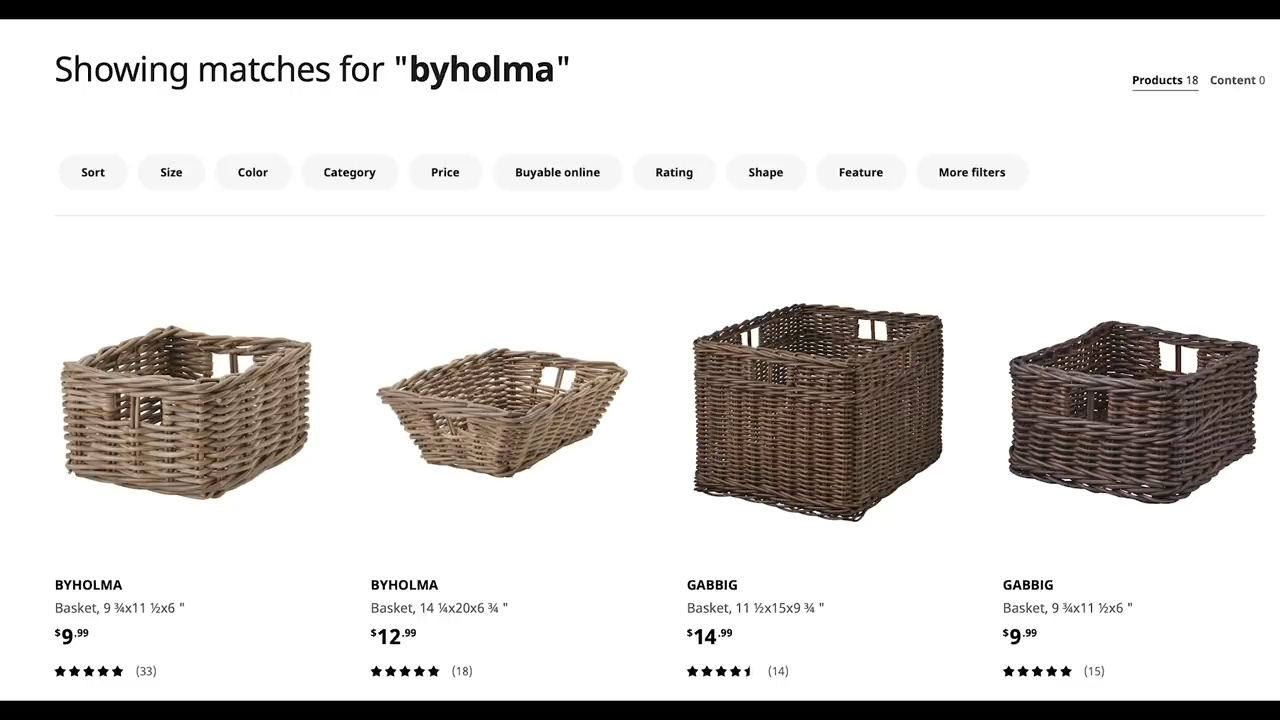 Showing matches for "byholma"
Products 18 Content 0
Sort Size Color Category Price Buyable online Rating Shape Feature More filters
BYHOLMA BYHOLMA GABBIG GABBIG
Basket, 9 ¾x11 ½x6 " Basket, 14 ¼x20x6 ¾ " Basket, 11 ½x15x9 ¾ " Basket, 9 ¾x11 ½x6 "
$9.99 $12.99 $14.99 $9.99
(33) (18) (14) (15)